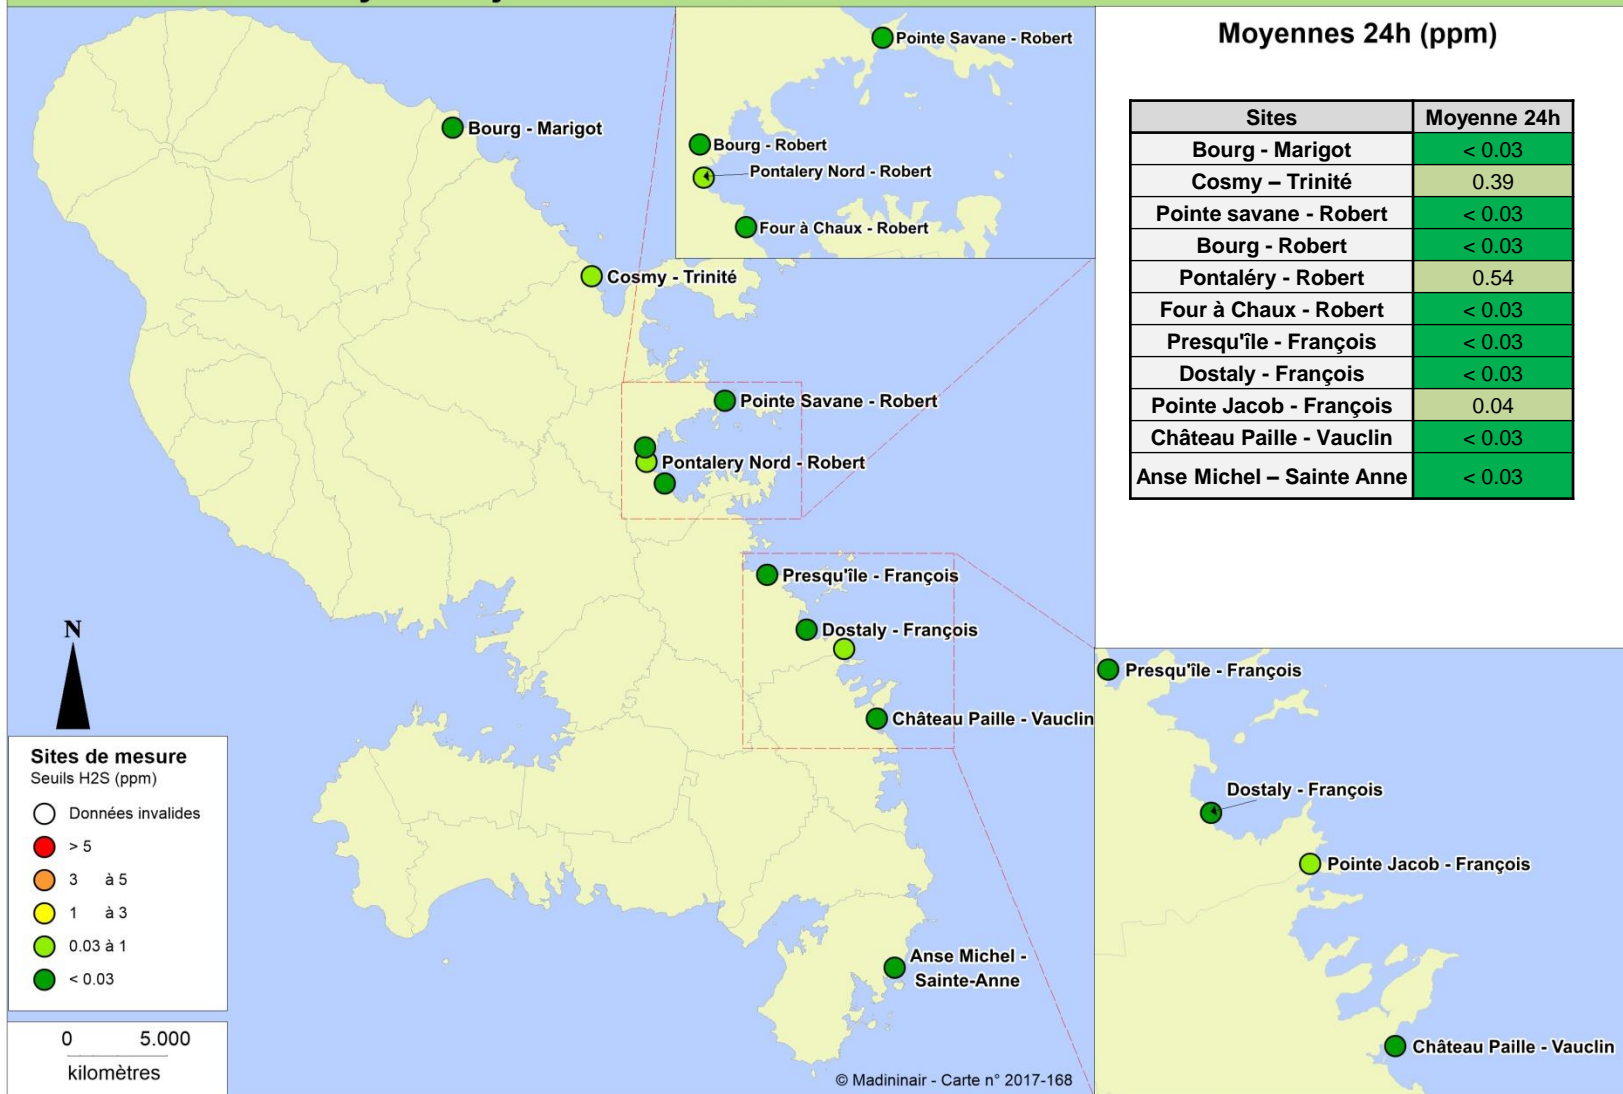 Pointe Savane - Robert
Bourg - Robert
Pontalery Nord - Robert
Four à Chaux - Robert
Bourg - Marigot
Cosmy - Trinité
Pointe Savane - Robert
Pontalery Nord - Robert
Presqu'île - François
Dostaly - François
Château Paille - Vauclin
Anse Michel -
Sainte-Anne
Moyennes 24h (ppm)
Sites Moyenne 24h
Bourg - Marigot < 0.03
Cosmy – Trinité 0.39
Pointe savane - Robert < 0.03
Bourg - Robert < 0.03
Pontaléry - Robert 0.54
Four à Chaux - Robert < 0.03
Presqu'île - François < 0.03
Dostaly - François < 0.03
Pointe Jacob - François 0.04
Château Paille - Vauclin < 0.03
Anse Michel – Sainte Anne < 0.03
Presqu'île - François
Dostaly - François
Pointe Jacob - François
Château Paille - Vauclin
N
Sites de mesure
Seuils H2S (ppm)
Données invalides
> 5
3 à 5
1 à 3
0.03 à 1
< 0.03
0 5.000
kilomètres
© Madininair - Carte n° 2017-168